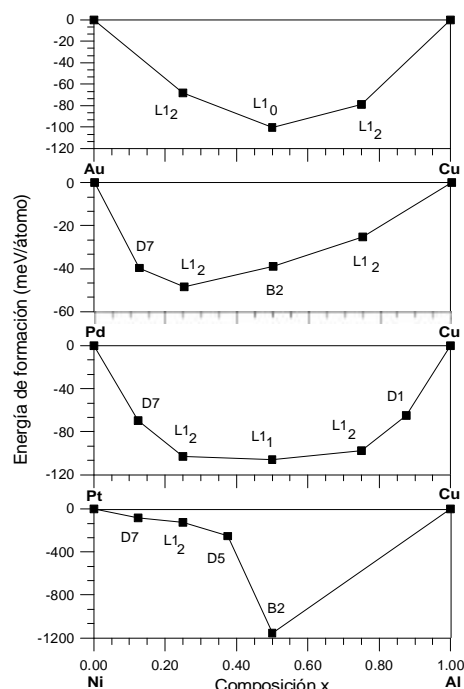 Energía de formación (meV/átomo)
0
-20
-40
-60
-80
-100
-120
L1₂
L1₀
L1₂
Au
Cu
0
-20
-40
-60
D7
L1₂
B2
L1₂
Pd
Cu
0
-40
-80
-120
D7
L1₂
L1₁
L1₂
D1
Pt
Cu
0
-400
-800
-1200
D7
L1₂
D5
B2
0.00 0.20 0.40 0.60 0.80 1.00
Ni Composición x Al